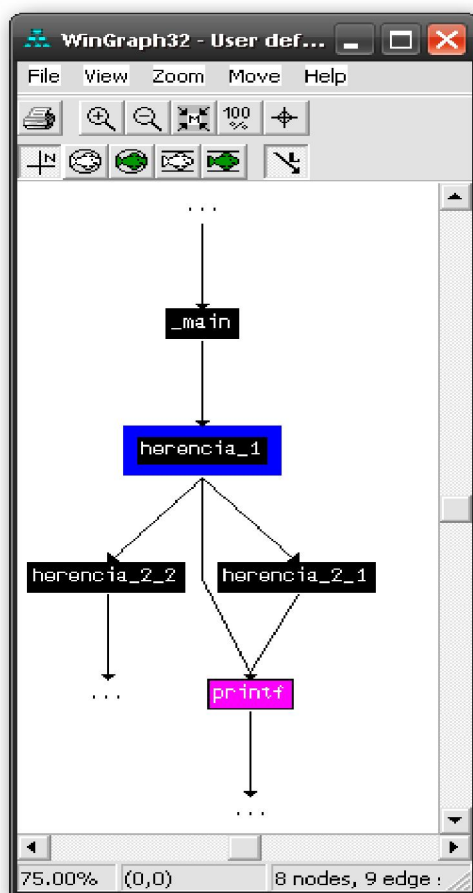 WinGraph32 - User def...
File View Zoom Move Help
M 100 %
N
...
_main
herencia_1
herencia_2_2 herencia_2_1
...
printf
...
75.00% (0,0) 8 nodes, 9 edge